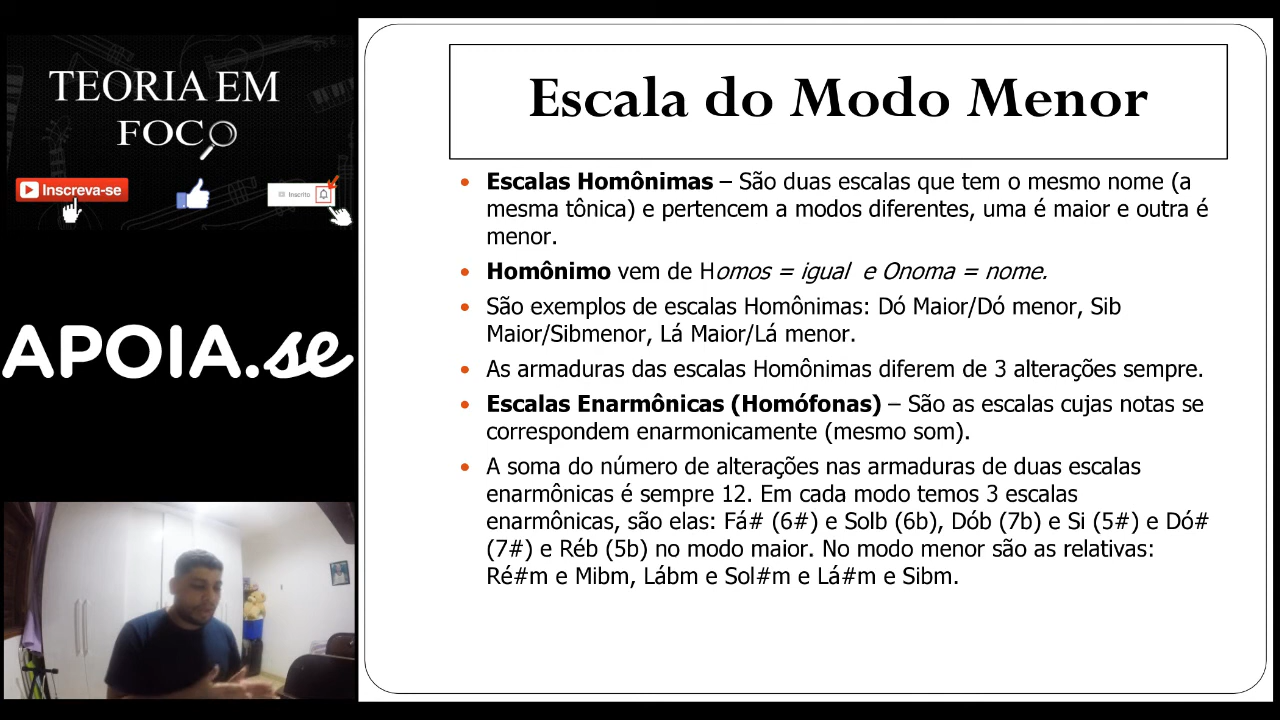 TEORIA EM
FOCO
Inscreva-se
Inscrito
APOIA.se
Escala do Modo Menor
• Escalas Homônimas – São duas escalas que tem o mesmo nome (a
mesma tônica) e pertencem a modos diferentes, uma é maior e outra é
menor.
• Homônimo vem de Homos = igual e Onoma = nome.
• São exemplos de escalas Homônimas: Dó Maior/Dó menor, Sib
Maior/Sibmenor, Lá Maior/Lá menor.
• As armaduras das escalas Homônimas diferem de 3 alterações sempre.
• Escalas Enarmônicas (Homófonas) – São as escalas cujas notas se
correspondem enarmonicamente (mesmo som).
• A soma do número de alterações nas armaduras de duas escalas
enarmônicas é sempre 12. Em cada modo temos 3 escalas
enarmônicas, são elas: Fá# (6#) e Solb (6b), Dób (7b) e Si (5#) e Dó#
(7#) e Réb (5b) no modo maior. No modo menor são as relativas:
Ré#m e Mibm, Lábm e Sol#m e Lá#m e Sibm.